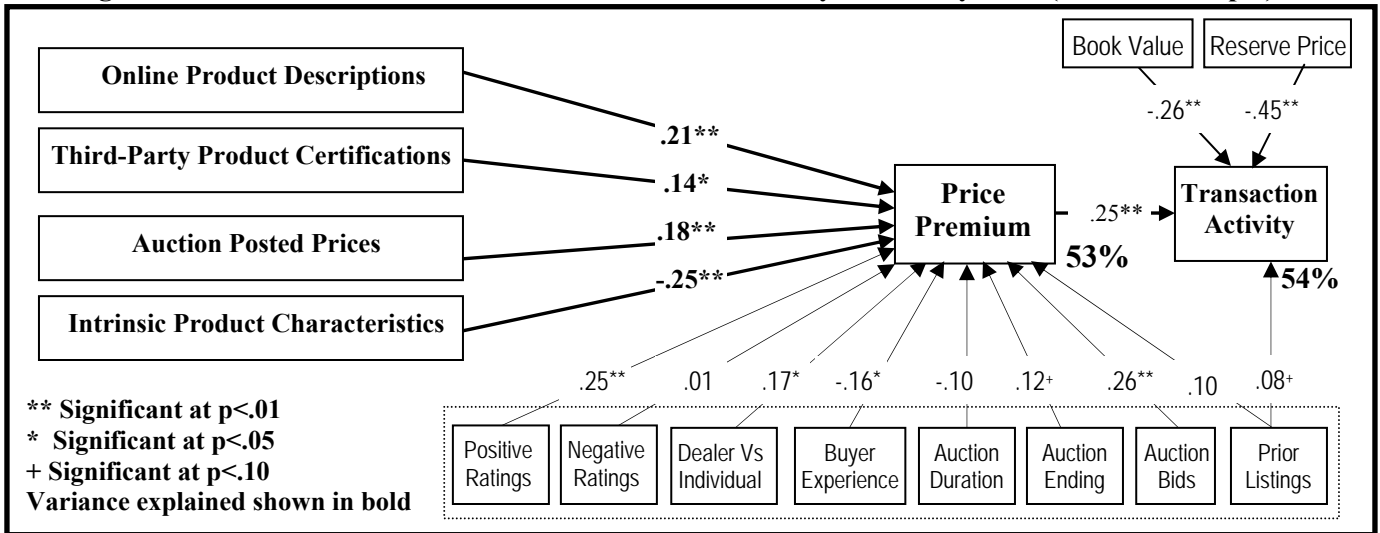 Book Value
Reserve Price
Online Product Descriptions
-.26**
-.45**
.21**
Third-Party Product Certifications
.14*
Price
Premium
.25**
Transaction
Activity
Auction Posted Prices
.18**
53%
54%
-.25**
Intrinsic Product Characteristics
.25**
.01
.17*
-.16*
-.10
.12+
.26**
.10
.08+
** Significant at p<.01
* Significant at p<.05
+ Significant at p<.10
Variance explained shown in bold
Positive
Ratings
Negative
Ratings
Dealer Vs
Individual
Buyer
Experience
Auction
Duration
Auction
Ending
Auction
Bids
Prior
Listings